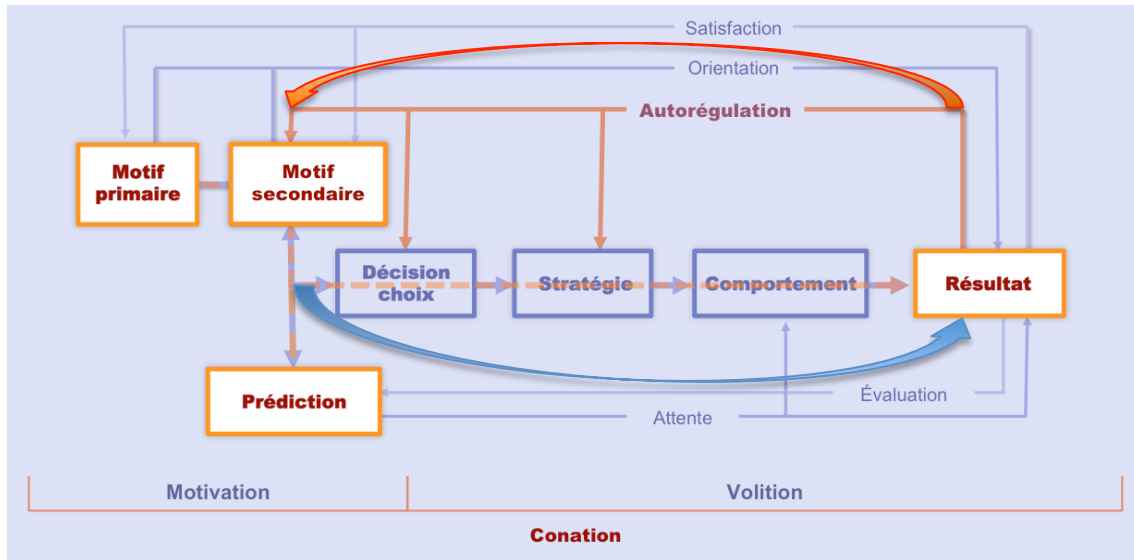 Satisfaction
Orientation
Autorégulation
Motif
primaire
Motif
secondaire
Décision
choix
Stratégie
Comportement
Résultat
Prédiction
Évaluation
Attente
Motivation
Volition
Conation